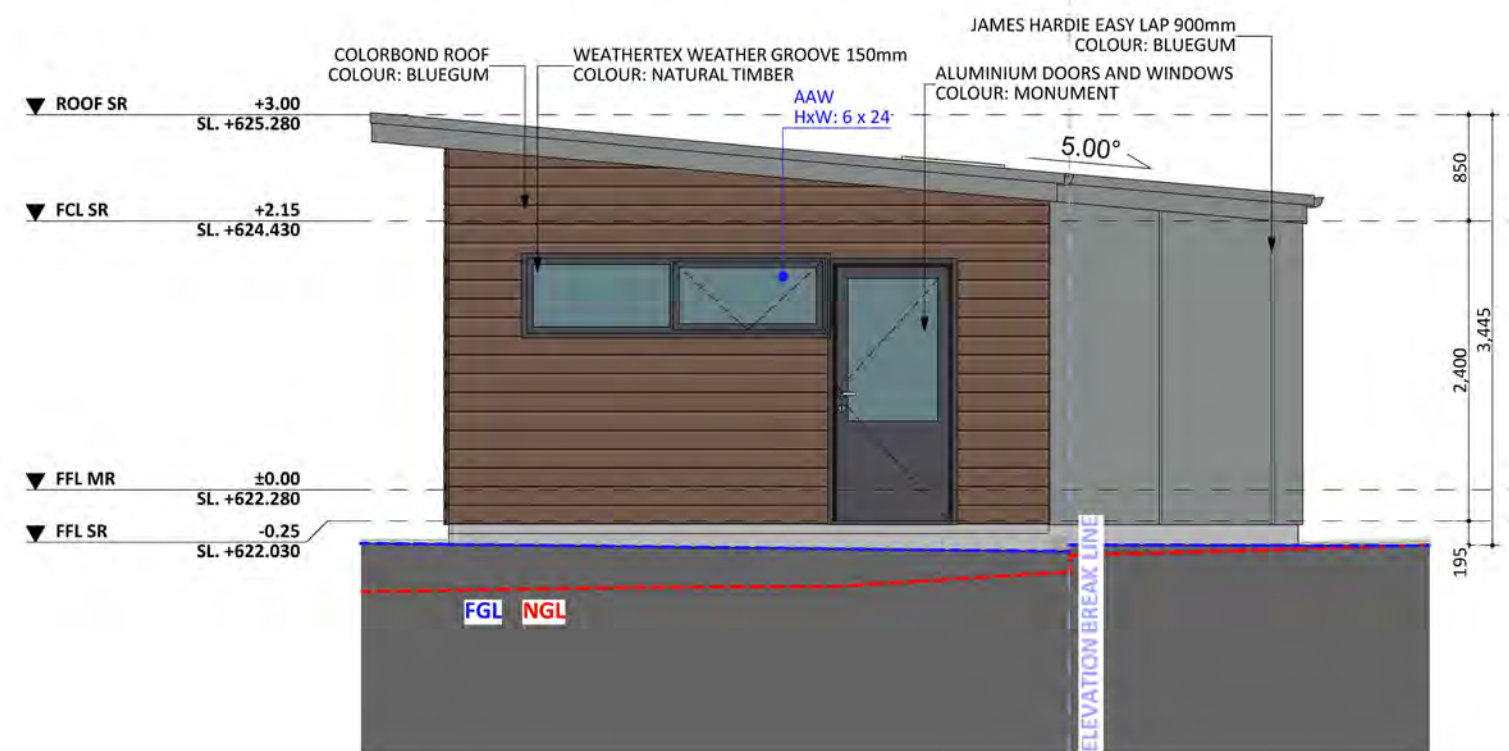 JAMES HARDIE EASY LAP 900mm
COLOUR: BLUEGUM
COLORBOND ROOF
COLOUR: BLUEGUM
WEATHERTEX WEATHER GROOVE 150mm
COLOUR: NATURAL TIMBER
ALUMINIUM DOORS AND WINDOWS
COLOUR: MONUMENT
AAW
HxW: 6 x 24
ROOF SR +3.00
SL. +625.280
5.00°
850
FCL SR +2.15
SL. +624.430
3,445
2,400
FFL MR ±0.00
SL. +622.280
FFL SR -0.25
SL. +622.030
195
FGL NGL
ELEVATION BREAK LINE